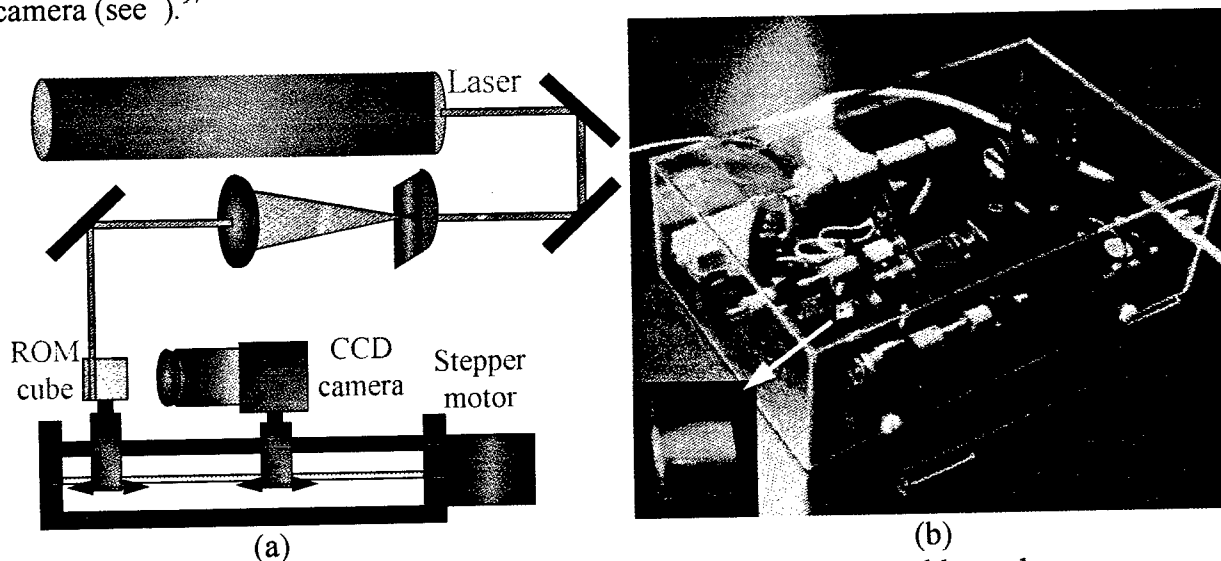 camera (see ).
Laser
ROM
cube
CCD
camera
Stepper
motor
(a)
(b)